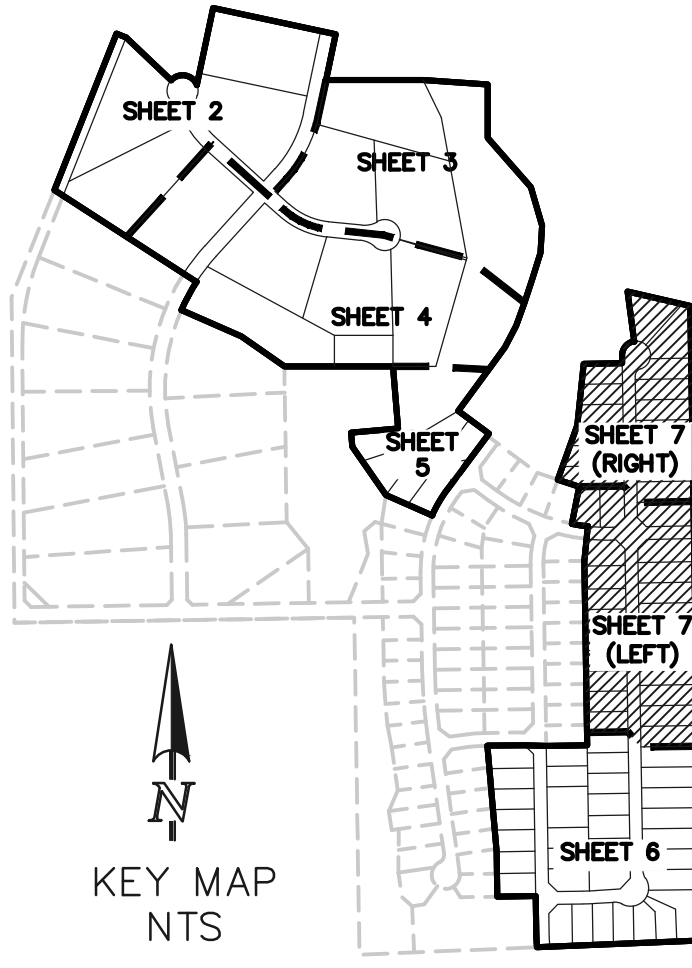 SHEET 2
SHEET 3
SHEET 4
SHEET
5
SHEET 7
(RIGHT)
SHEET 7
(LEFT)
SHEET 6
N
KEY MAP
NTS